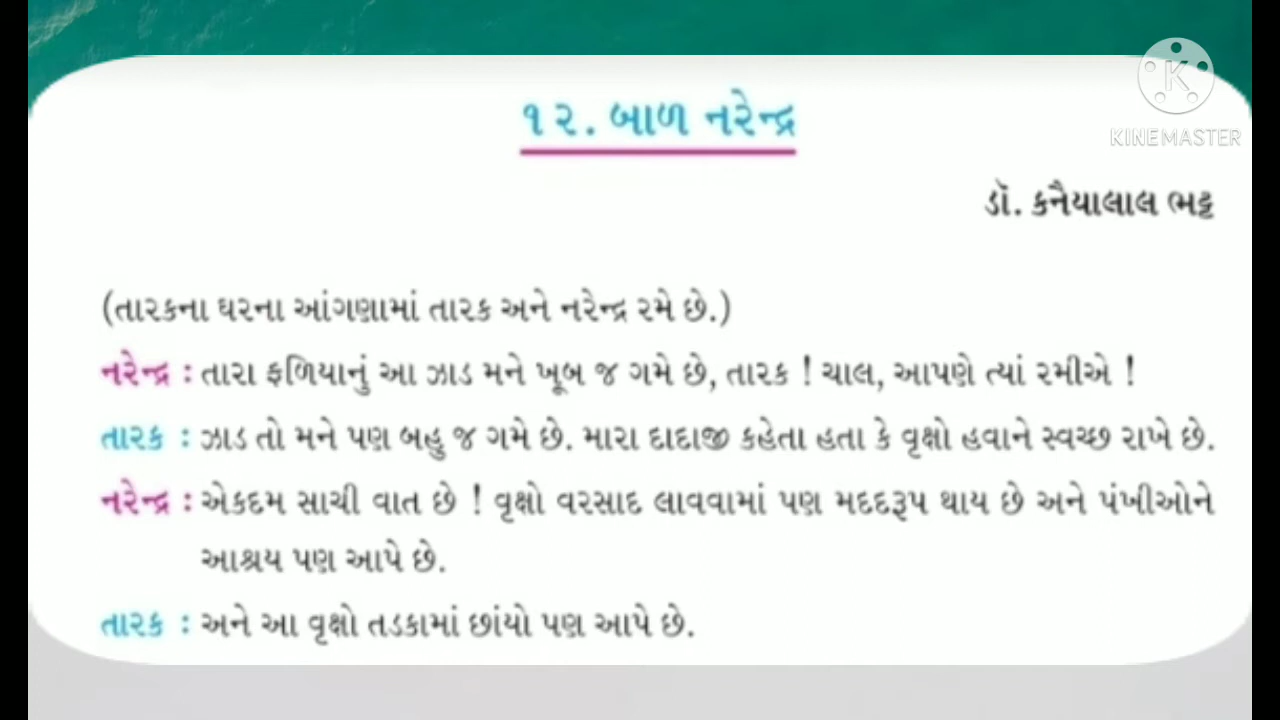 KINEMASTER
૧૨. બાળ નરેન્દ્ર
ડૉ. કનૈયાલાલ ભટ્ટ
(તારકના ઘરના આંગણામાં તારક અને નરેન્દ્ર રમે છે.)
નરેન્દ્ર : તારા ફળિયાનું આ ઝાડ મને ખૂબ જ ગમે છે, તારક ! ચાલ, આપણે ત્યાં રમીએ !
તારક : ઝાડ તો મને પણ બહુ જ ગમે છે. મારા દાદાજી કહેતા હતા કે વૃક્ષો હવાને સ્વચ્છ રાખે છે.
નરેન્દ્ર : એકદમ સાચી વાત છે ! વૃક્ષો વરસાદ લાવવામાં પણ મદદરૂપ થાય છે અને પંખીઓને
આશ્રય પણ આપે છે.
તારક : અને આ વૃક્ષો તડકામાં છાંયો પણ આપે છે.